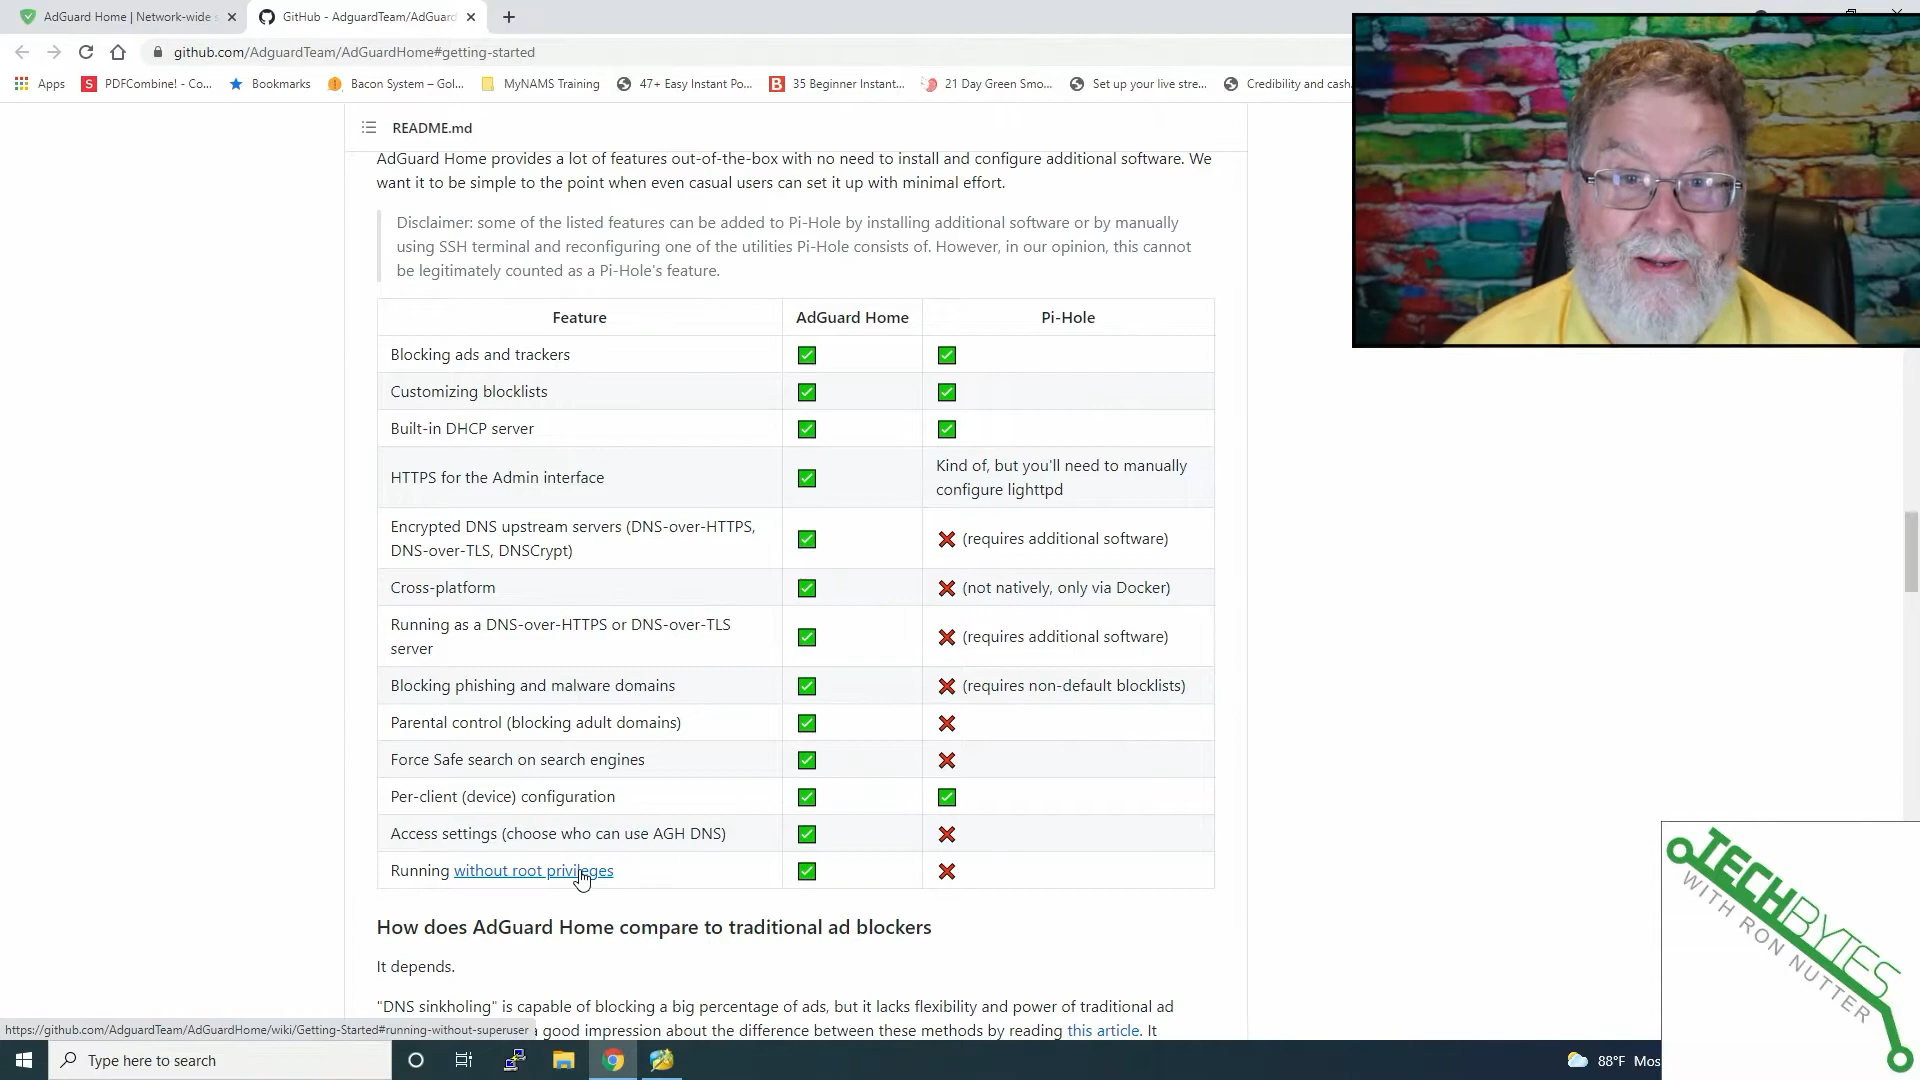 AdGuard Home | Network-wide
GitHub - AdguardTeam/AdGuard
github.com/AdguardTeam/AdGuardHome#getting-started
Apps
PDFCombine! - Co...
Bookmarks
Bacon System – Gol...
MyNAMS Training
47+ Easy Instant Po...
35 Beginner Instant...
21 Day Green Smo...
Set up your live stre...
Credibility and cash
README.md
AdGuard Home provides a lot of features out-of-the-box with no need to install and configure additional software. We
want it to be simple to the point when even casual users can set it up with minimal effort.
Disclaimer: some of the listed features can be added to Pi-Hole by installing additional software or by manually
using SSH terminal and reconfiguring one of the utilities Pi-Hole consists of. However, in our opinion, this cannot
be legitimately counted as a Pi-Hole's feature.
Feature
AdGuard Home
Pi-Hole
Blocking ads and trackers
Customizing blocklists
Built-in DHCP server
HTTPS for the Admin interface
Kind of, but you'll need to manually
configure lighttpd
Encrypted DNS upstream servers (DNS-over-HTTPS,
DNS-over-TLS, DNSCrypt)
(requires additional software)
Cross-platform
(not natively, only via Docker)
Running as a DNS-over-HTTPS or DNS-over-TLS
server
(requires additional software)
Blocking phishing and malware domains
(requires non-default blocklists)
Parental control (blocking adult domains)
Force Safe search on search engines
Per-client (device) configuration
Access settings (choose who can use AGH DNS)
Running without root privileges
How does AdGuard Home compare to traditional ad blockers
It depends.
"DNS sinkholing" is capable of blocking a big percentage of ads, but it lacks flexibility and power of traditional ad
a good impression about the difference between these methods by reading this article. It
https://github.com/AdguardTeam/AdGuardHome/wiki/Getting-Started#running-without-superuser
Type here to search
88°F Mos
TECHBYTES
WITH RON NUTTER